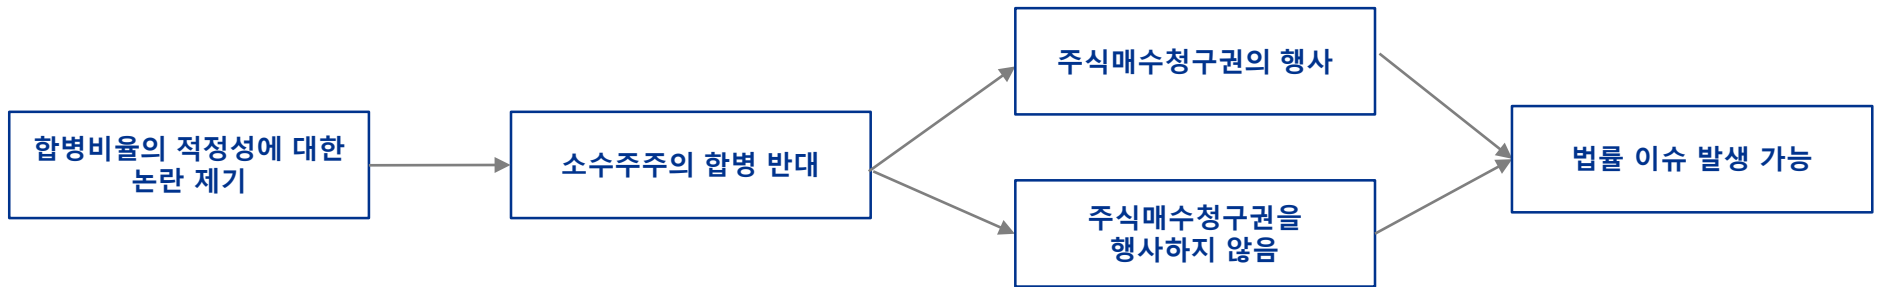 합병비율의 적정성에 대한
논란 제기
소수주주의 합병 반대
주식매수청구권의 행사
주식매수청구권을
행사하지 않음
법률 이슈 발생 가능